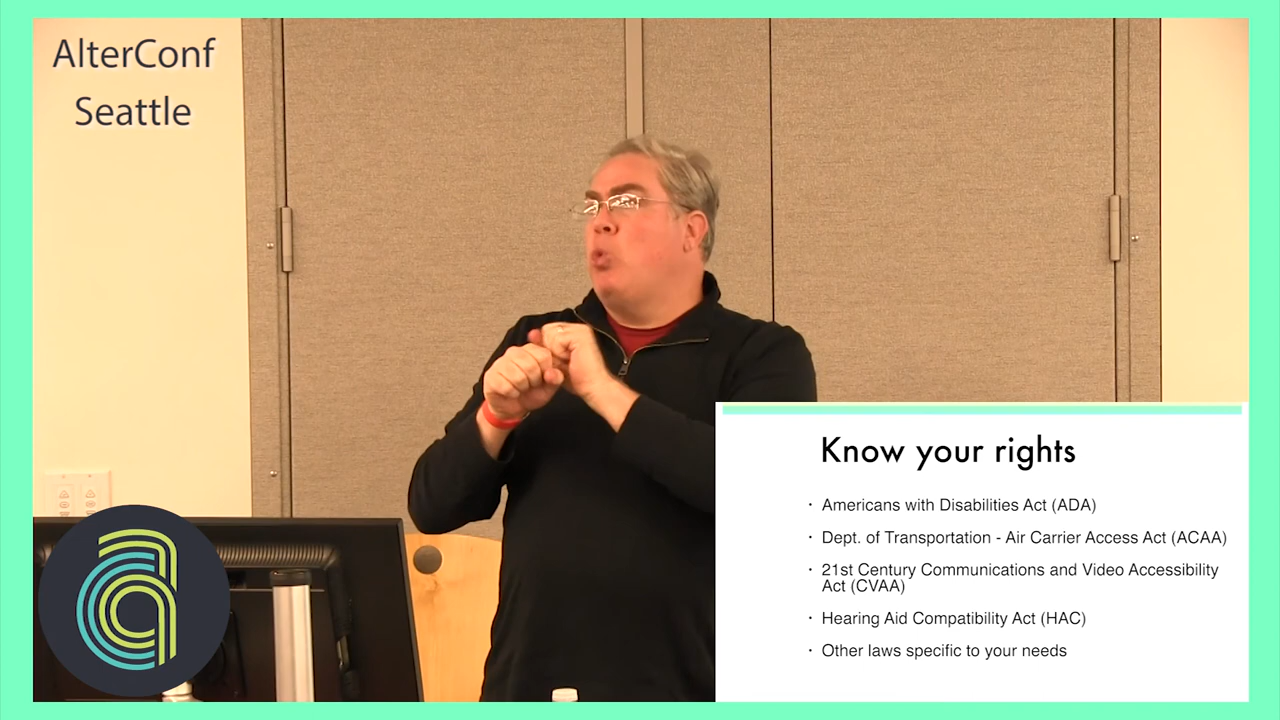 AlterConf
Seattle
Know your rights
· Americans with Disabilities Act (ADA)
· Dept. of Transportation - Air Carrier Access Act (ACAA)
· 21st Century Communications and Video Accessibility
Act (CVAA)
· Hearing Aid Compatibility Act (HAC)
· Other laws specific to your needs